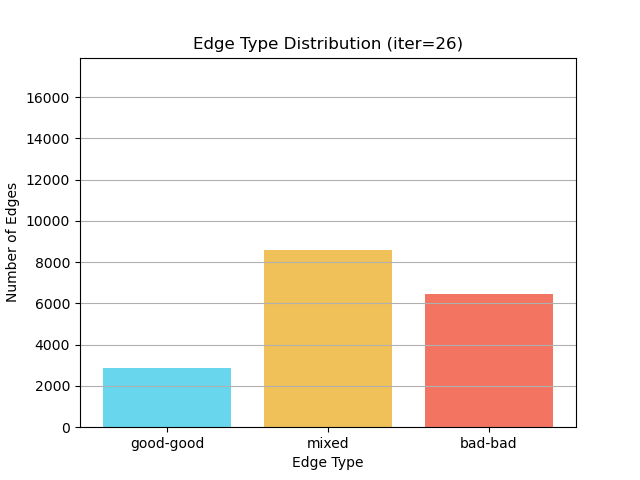 Edge Type Distribution (iter=26)
16000
14000
12000
10000
8000
6000
4000
2000
0
Number of Edges
good-good mixed bad-bad
Edge Type